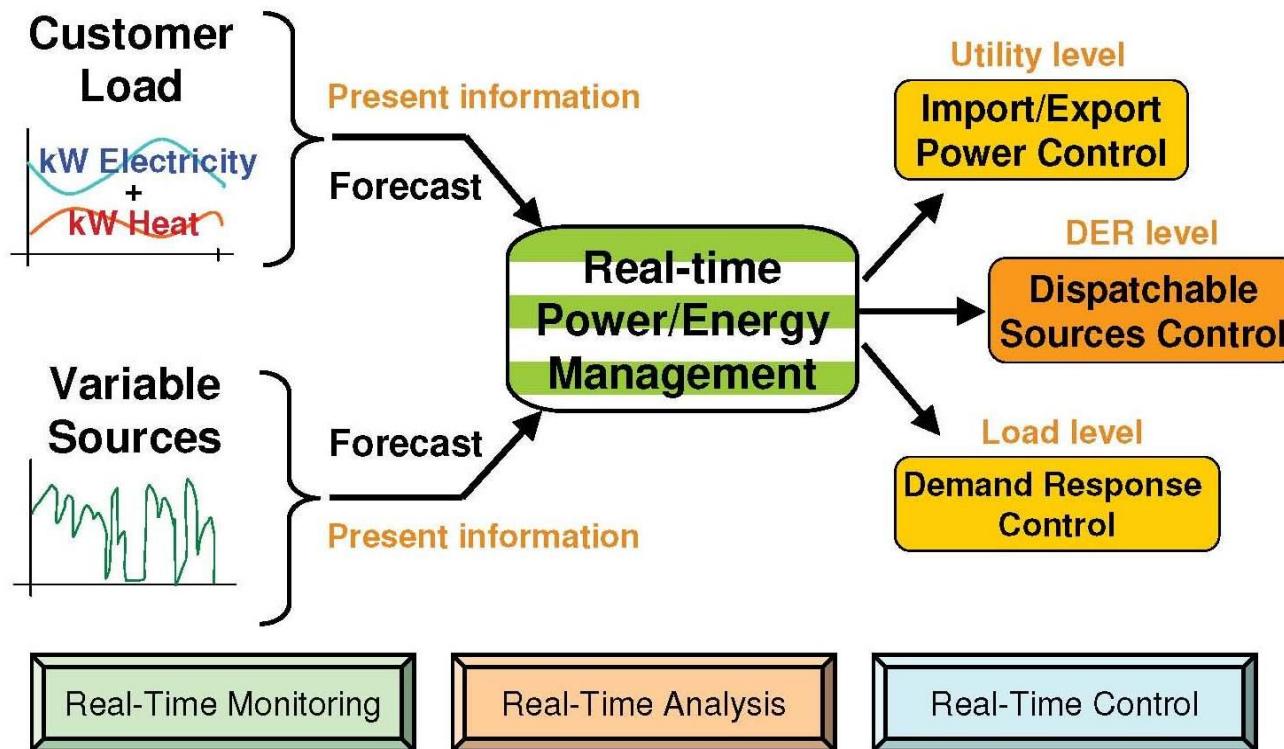 Customer
Load
kW Electricity
+
kW Heat
Present information
Forecast
Variable
Sources
Forecast
Present information
Real-time
Power/Energy
Management
Utility level
Import/Export
Power Control
DER level
Dispatchable
Sources Control
Load level
Demand Response
Control
Real-Time Monitoring
Real-Time Analysis
Real-Time Control